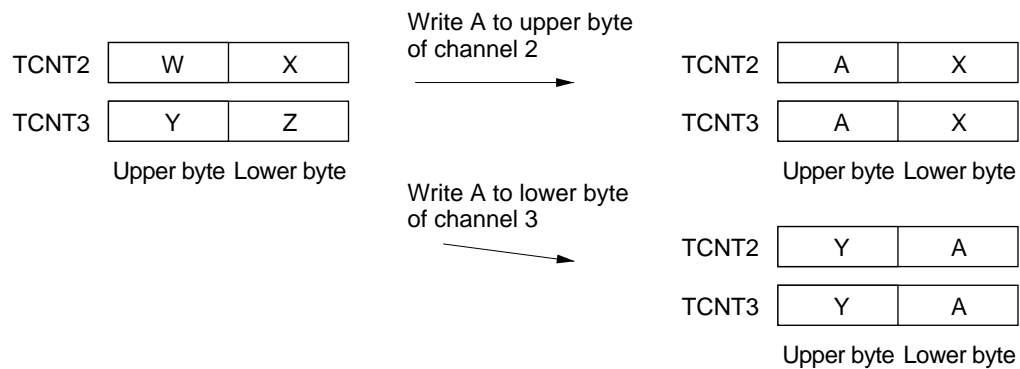 Write A to upper byte
of channel 2
TCNT2 W X
TCNT3 Y Z
Upper byte Lower byte
TCNT2 A X
TCNT3 A X
Upper byte Lower byte
Write A to lower byte
of channel 3
TCNT2 Y A
TCNT3 Y A
Upper byte Lower byte